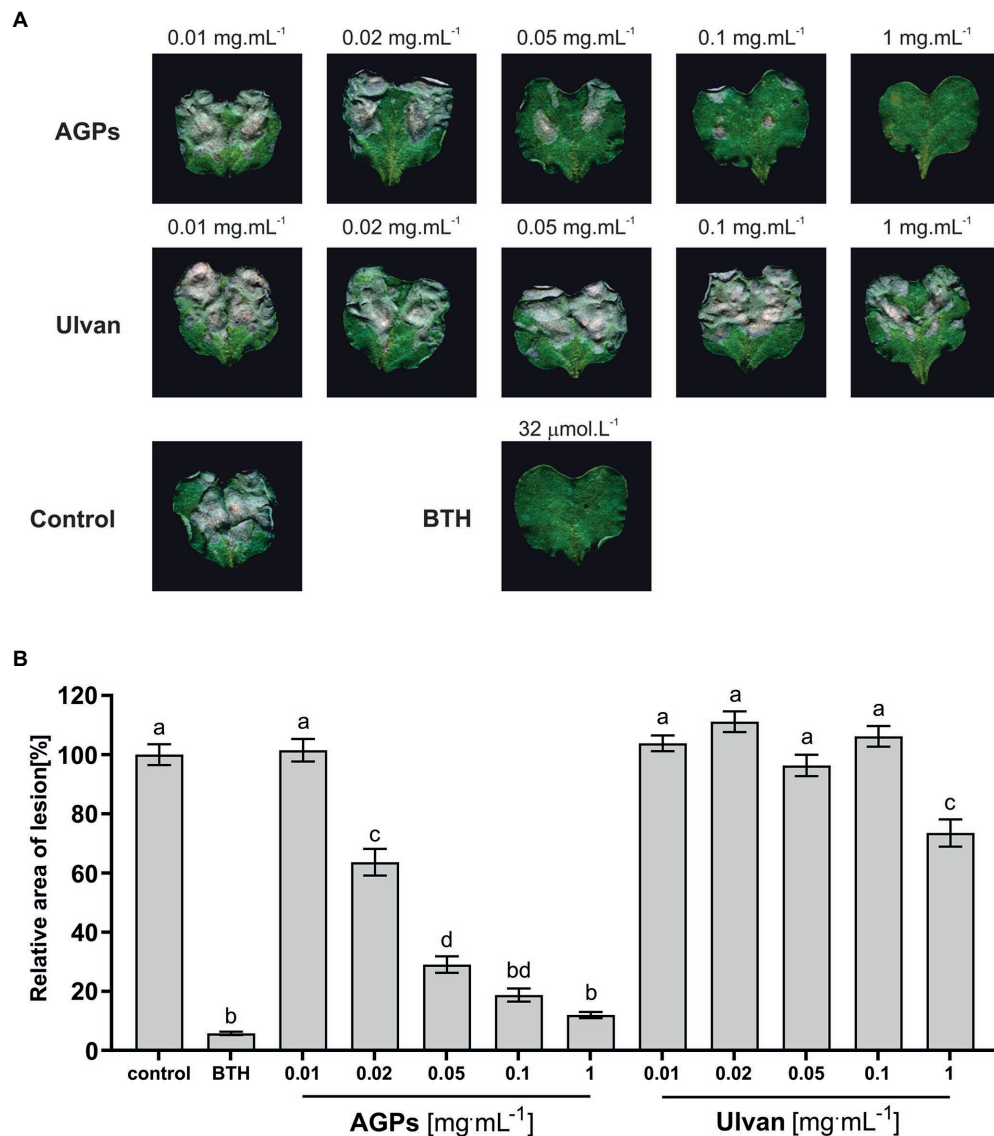 A
0.01 mg.mL⁻¹ 0.02 mg.mL⁻¹ 0.05 mg.mL⁻¹ 0.1 mg.mL⁻¹ 1 mg.mL⁻¹
AGPs
0.01 mg.mL⁻¹ 0.02 mg.mL⁻¹ 0.05 mg.mL⁻¹ 0.1 mg.mL⁻¹ 1 mg.mL⁻¹
Ulvan
32 μmol.L⁻¹
Control BTH
B
Relative area of lesion[%]
120
100
80
60
40
20
0
a b a c d bd b a a a a c
control BTH 0.01 0.02 0.05 0.1 1 0.01 0.02 0.05 0.1 1
AGPs [mg·mL⁻¹] Ulvan [mg·mL⁻¹]